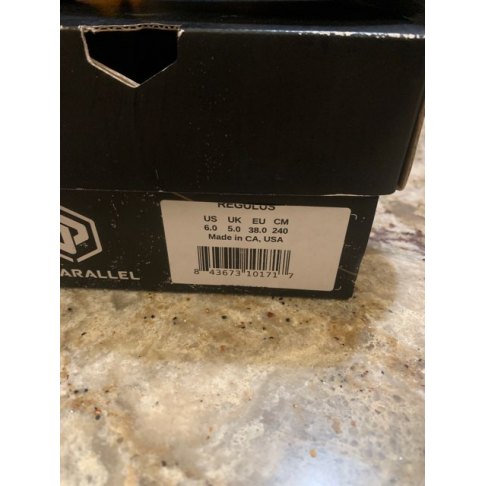 REGULUS
US UK EU CM
6.0 5.0 38.0 240
Made in CA, USA
8 43673 10171 7
PARALLEL